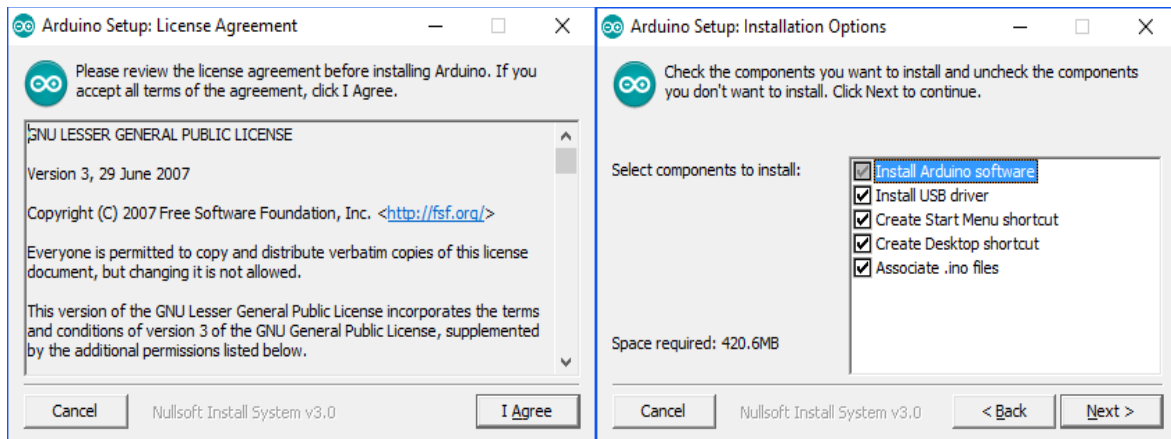 Arduino Setup: License Agreement
Please review the license agreement before installing Arduino. If you
accept all terms of the agreement, click I Agree.
GNU LESSER GENERAL PUBLIC LICENSE
Version 3, 29 June 2007
Copyright (C) 2007 Free Software Foundation, Inc. <http://fsf.org/>
Everyone is permitted to copy and distribute verbatim copies of this license
document, but changing it is not allowed.
This version of the GNU Lesser General Public License incorporates the terms
and conditions of version 3 of the GNU General Public License, supplemented
by the additional permissions listed below.
Cancel
Nullsoft Install System v3.0
I Agree
Arduino Setup: Installation Options
Check the components you want to install and uncheck the components
you don't want to install. Click Next to continue.
Select components to install:
Install Arduino software
Install USB driver
Create Start Menu shortcut
Create Desktop shortcut
Associate .ino files
Space required: 420.6MB
Cancel
Nullsoft Install System v3.0
< Back
Next >